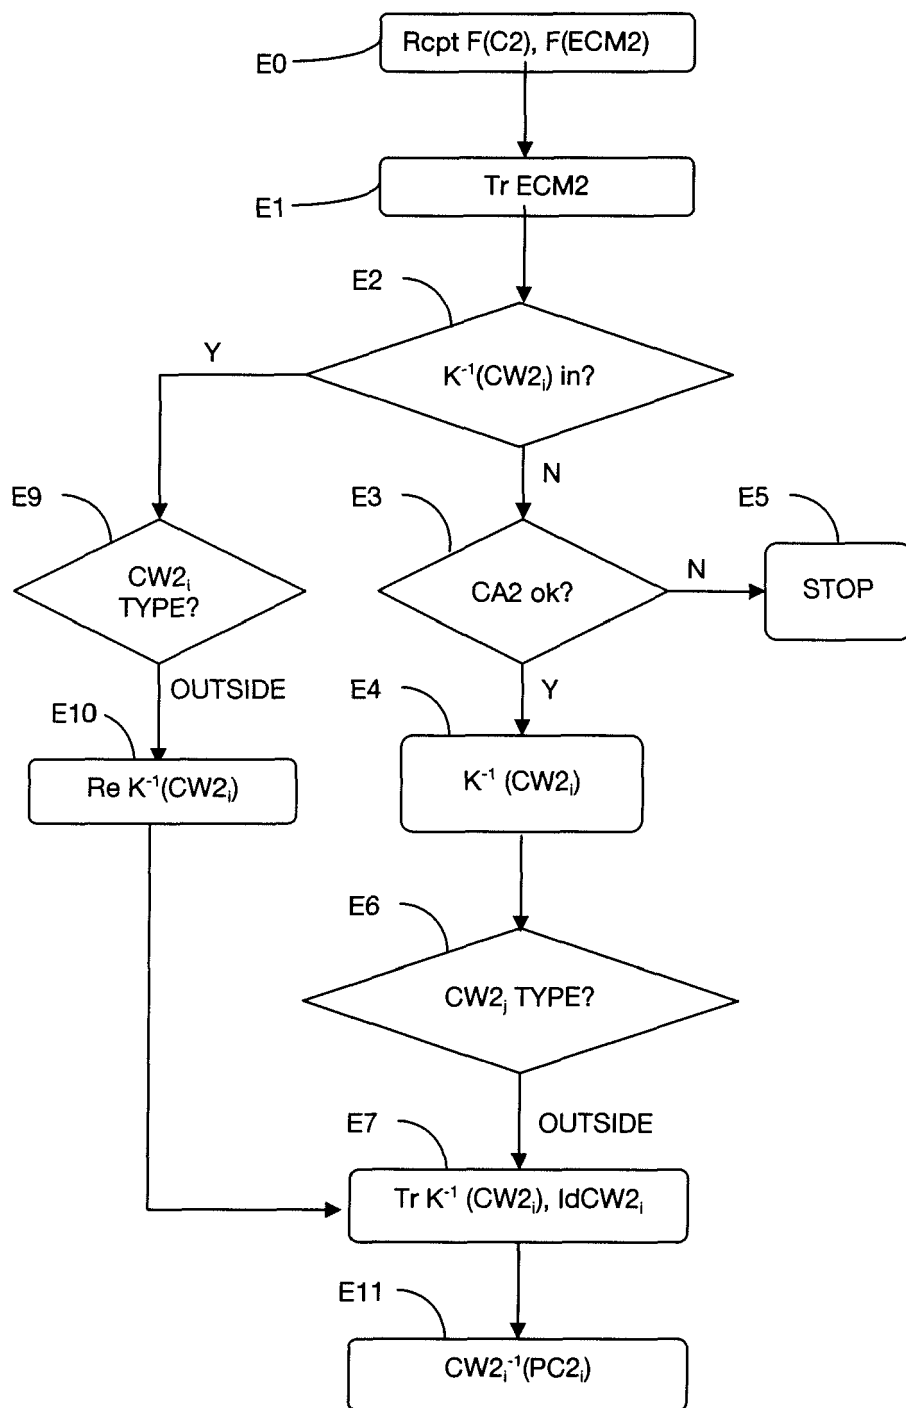 Rcpt F(C2), F(ECM2)
E0
Tr ECM2
E1
E2
K⁻¹(CW2ᵢ) in?
Y
N
E9
E3
E5
CW2ᵢ
TYPE?
CA2 ok?
N
STOP
OUTSIDE
Y
E10
E4
Re K⁻¹(CW2ᵢ)
K⁻¹ (CW2ᵢ)
E6
CW2ⱼ TYPE?
OUTSIDE
E7
Tr K⁻¹ (CW2ᵢ), IdCW2ᵢ
E11
CW2ᵢ⁻¹(PC2ᵢ)